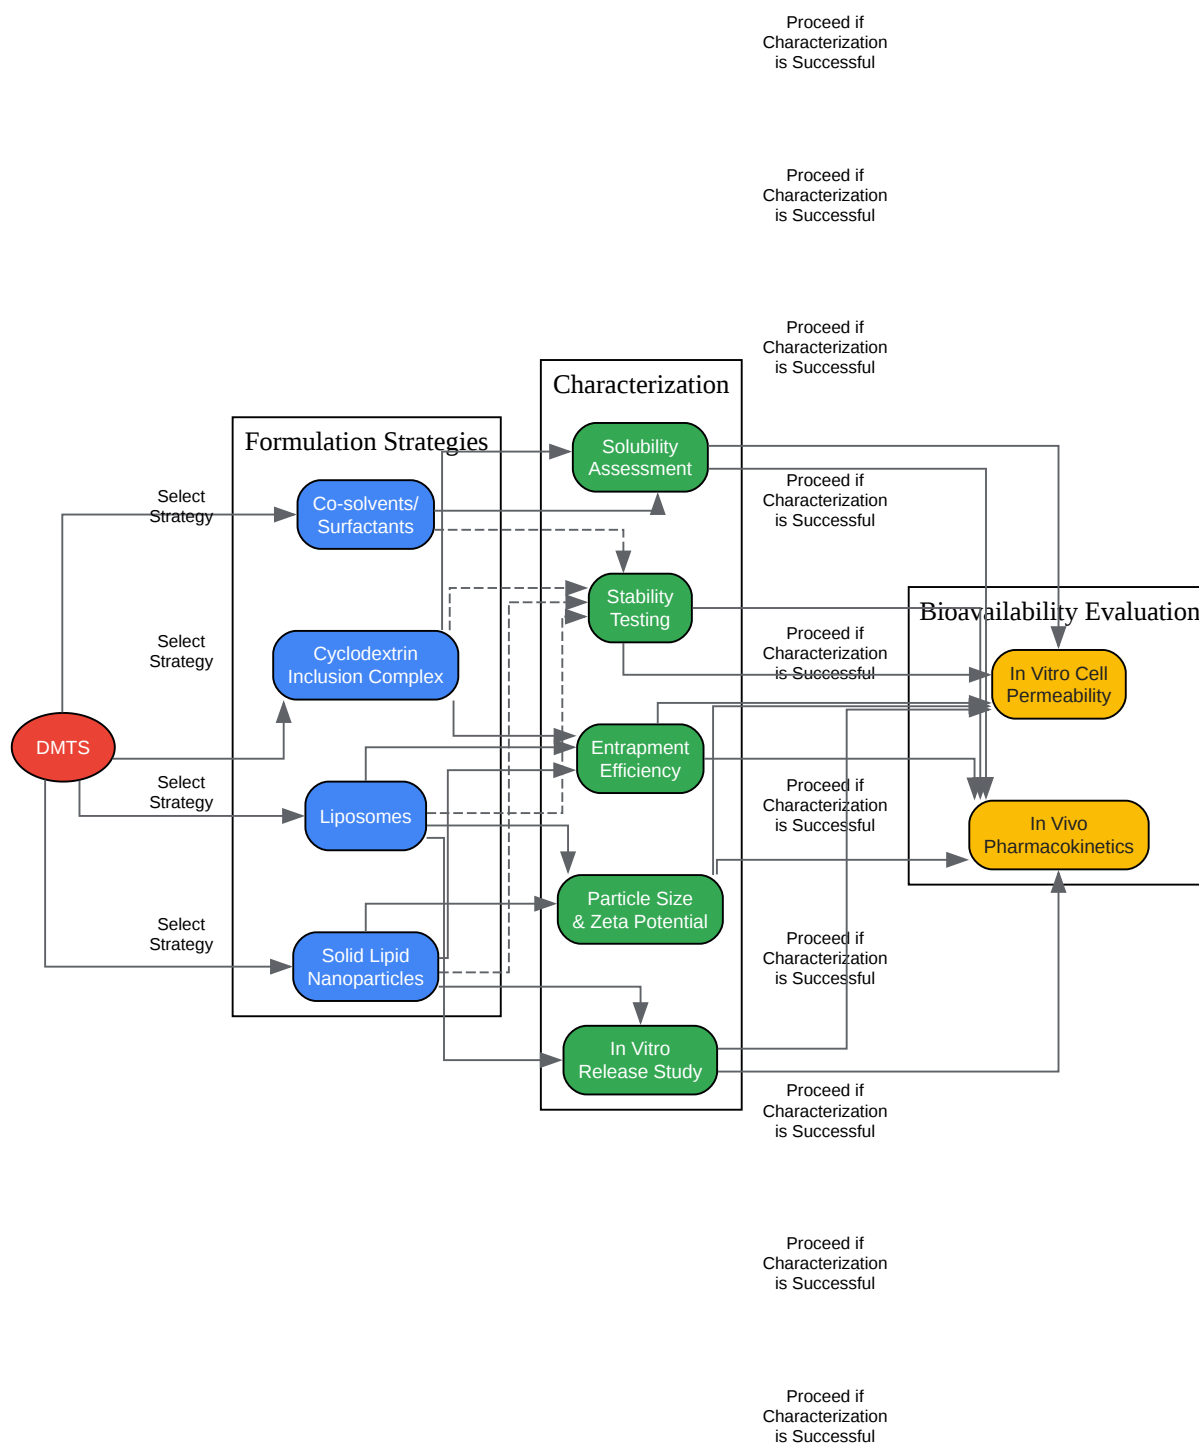 Proceed if
Characterization
is Successful
Proceed if
Characterization
is Successful
Proceed if
Characterization
is Successful
Characterization
Formulation Strategies
Solubility
Assessment
Proceed if
Characterization
is Successful
Select
Strategy
Co-solvents/
Surfactants
Stability
Testing
Bioavailability Evaluation
Proceed if
Characterization
is Successful
Select
Strategy
Cyclodextrin
Inclusion Complex
In Vitro Cell
Permeability
DMTS
Entrapment
Efficiency
Select
Strategy
Liposomes
Proceed if
Characterization
is Successful
In Vivo
Pharmacokinetics
Particle Size
& Zeta Potential
Select
Strategy
Solid Lipid
Nanoparticles
Proceed if
Characterization
is Successful
In Vitro
Release Study
Proceed if
Characterization
is Successful
Proceed if
Characterization
is Successful
Proceed if
Characterization
is Successful